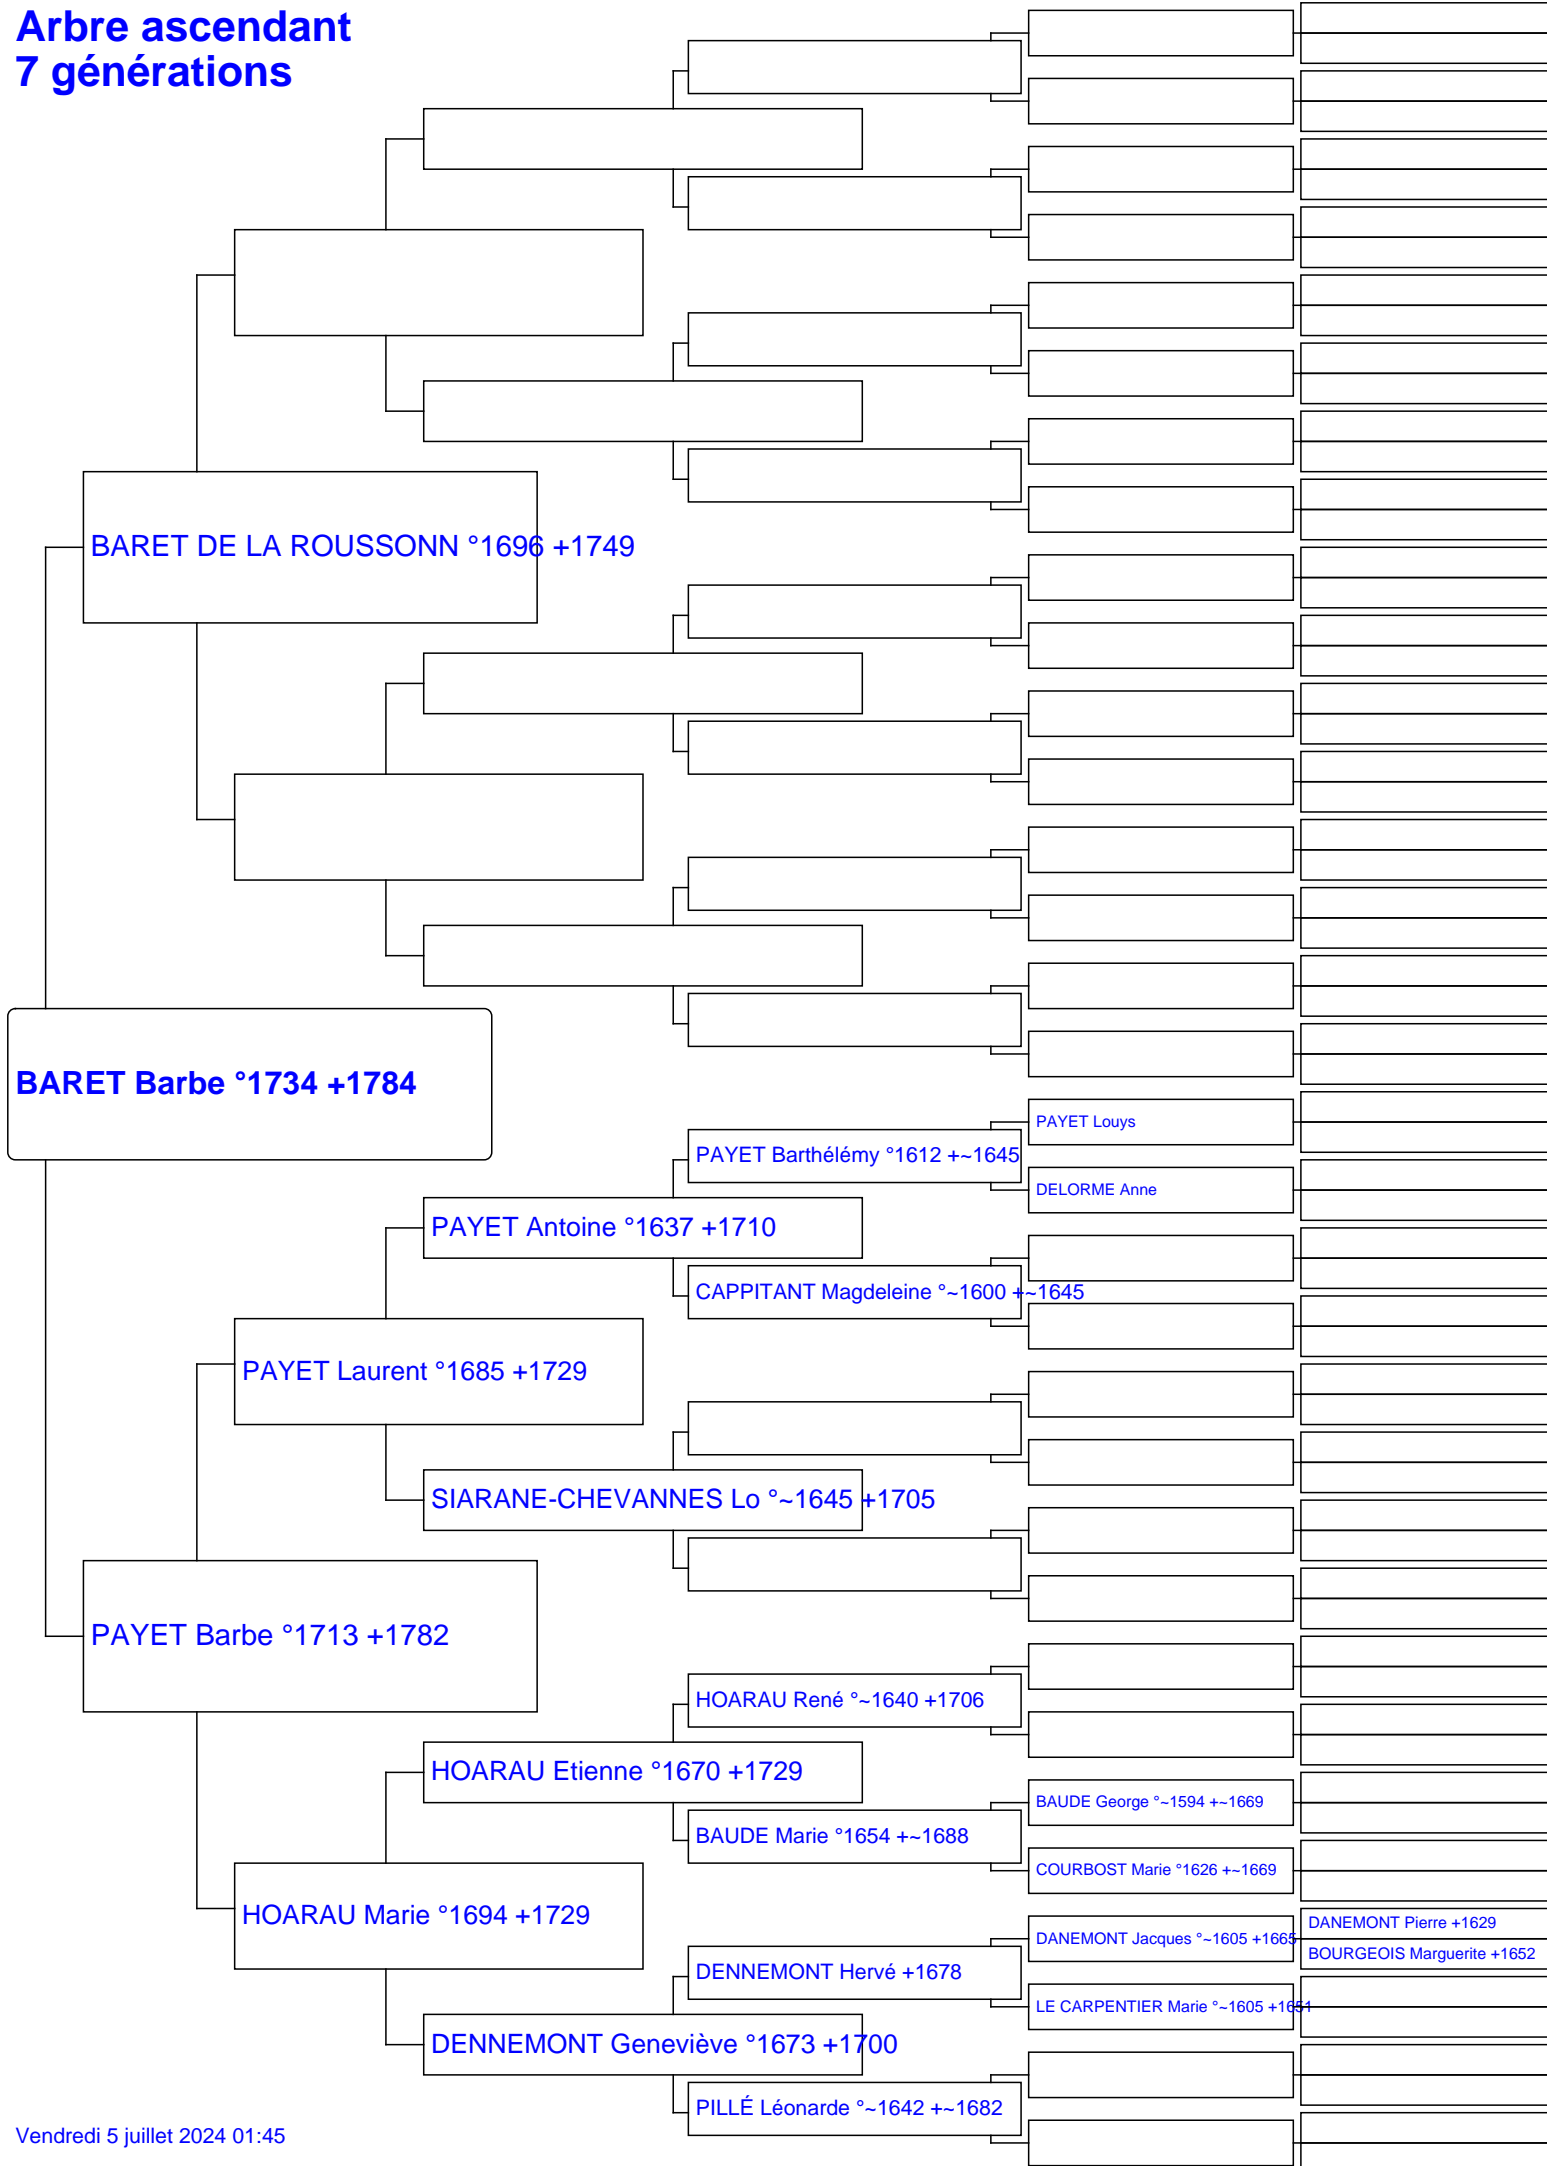 Arbre ascendant
7 générations
BARET DE LA ROUSSONN °1696 +1749
BARET Barbe °1734 +1784
PAYET Louys
PAYET Barthélémy °1612 +~1645
DELORME Anne
PAYET Antoine °1637 +1710
CAPPITANT Magdeleine °~1600 +~1645
PAYET Laurent °1685 +1729
SIARANE-CHEVANNES Lo °~1645 +1705
PAYET Barbe °1713 +1782
HOARAU René °~1640 +1706
HOARAU Etienne °1670 +1729
BAUDE George °~1594 +~1669
BAUDE Marie °1654 +~1688
COURBOST Marie °1626 +~1669
HOARAU Marie °1694 +1729
DANEMONT Pierre +1629
DANEMONT Jacques °~1605 +1665
BOURGEOIS Marguerite +1652
DENNEMONT Hervé +1678
LE CARPENTIER Marie °~1605 +1651
DENNEMONT Geneviève °1673 +1700
PILLÉ Léonarde °~1642 +~1682
Vendredi 5 juillet 2024 01:45